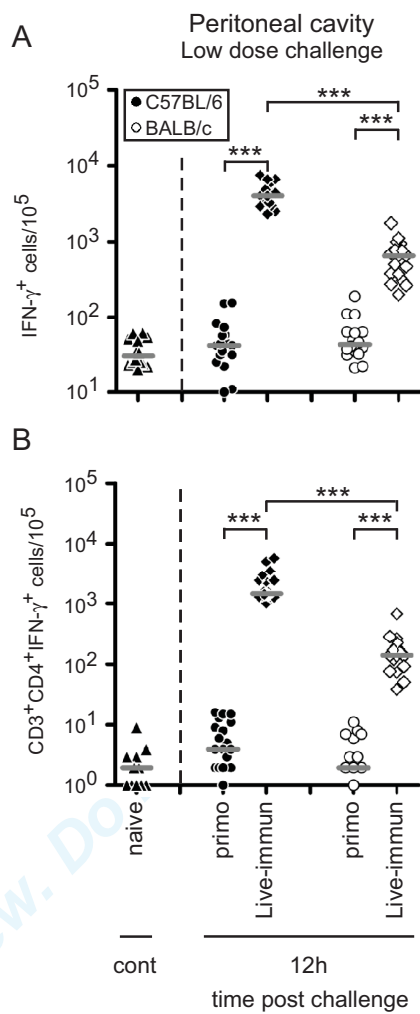 Peritoneal cavity
Low dose challenge
A
C57BL/6
BALB/c
***
***
***
10^5
10^4
10^3
10^2
10^1
IFN-γ+ cells/10^5
B
***
***
***
10^5
10^4
10^3
10^2
10^1
10^0
CD3+CD4+IFN-γ+ cells/10^5
naive
primo
Live-immun
primo
Live-immun
cont
12h
time post challenge